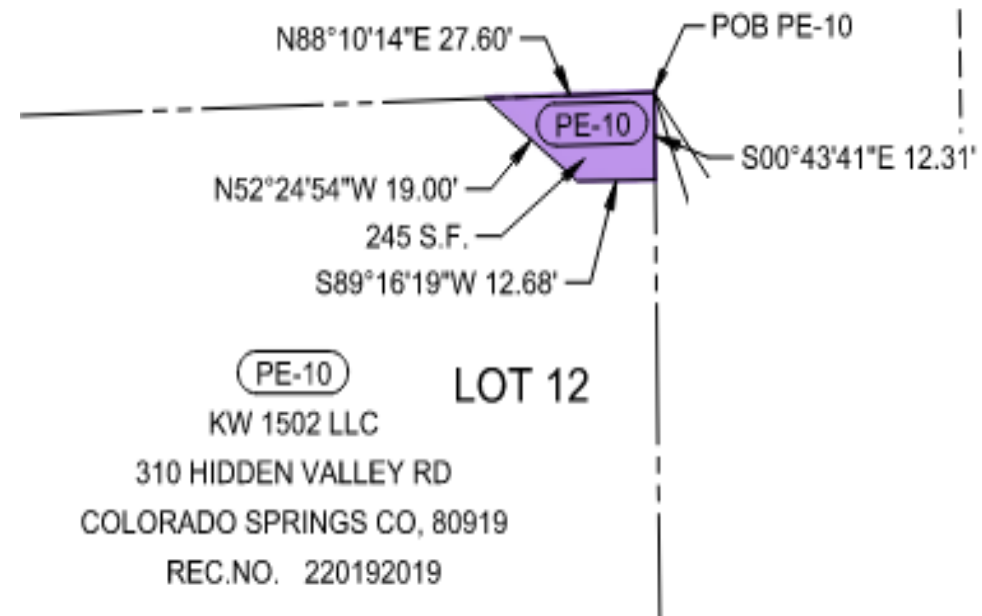 N88°10'14"E 27.60'
POB PE-10
PE-10
S00°43'41"E 12.31'
N52°24'54"W 19.00'
245 S.F.
S89°16'19"W 12.68'
PE-10
LOT 12
KW 1502 LLC
310 HIDDEN VALLEY RD
COLORADO SPRINGS CO, 80919
REC.NO. 220192019